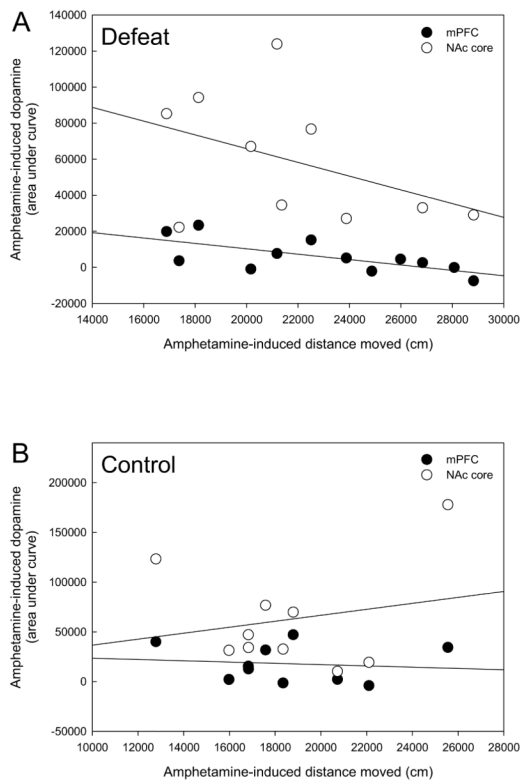 A
Defeat
mPFC
NAc core
140000
120000
100000
80000
60000
40000
20000
0
-20000
14000 16000 18000 20000 22000 24000 26000 28000 30000
Amphetamine-induced dopamine
(area under curve)
Amphetamine-induced distance moved (cm)
B
Control
mPFC
NAc core
200000
150000
100000
50000
0
-50000
10000 12000 14000 16000 18000 20000 22000 24000 26000 28000
Amphetamine-induced dopamine
(area under curve)
Amphetamine-induced distance moved (cm)